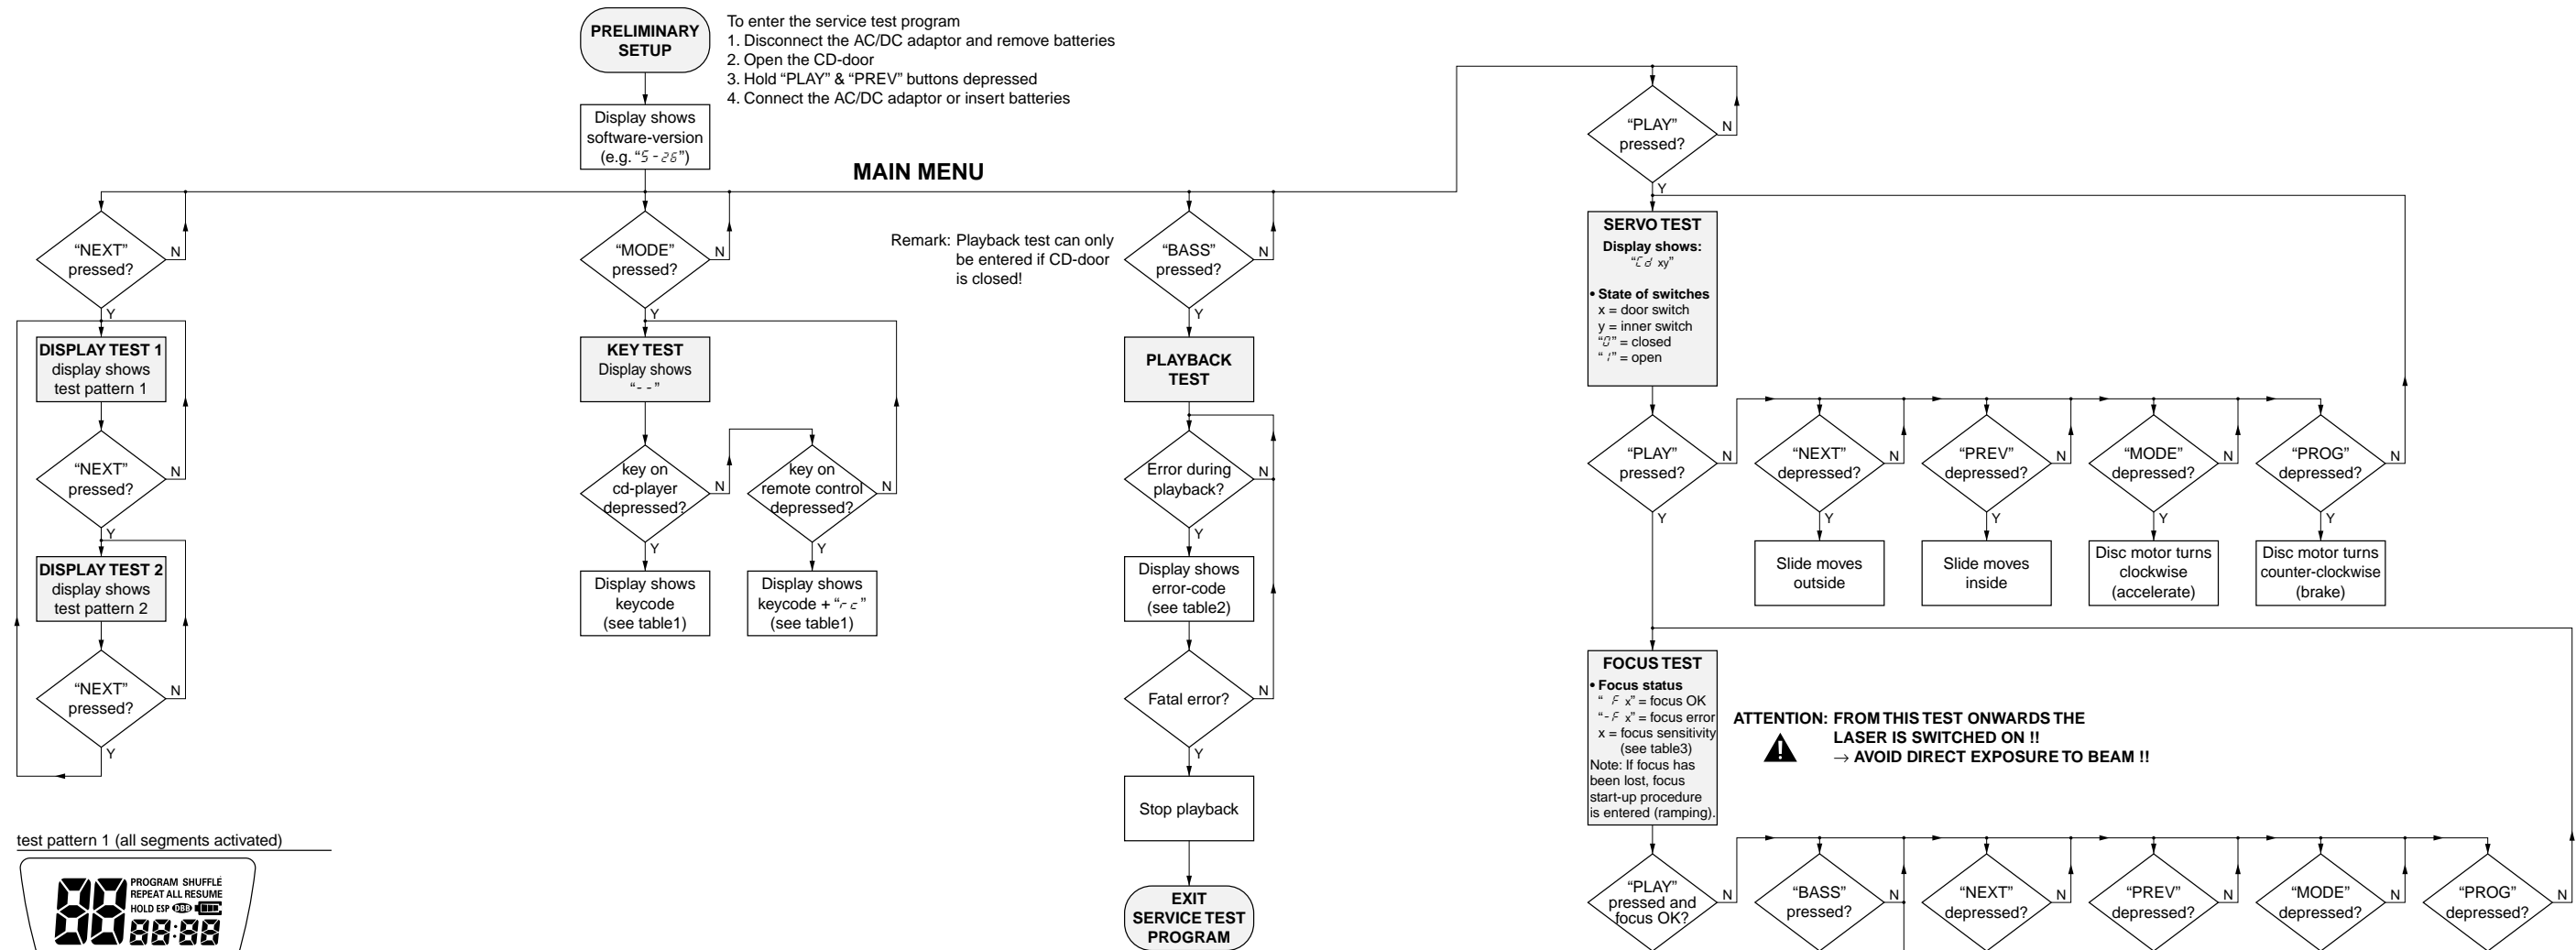 PRELIMINARY
SETUP
To enter the service test program
1. Disconnect the AC/DC adaptor and remove batteries
2. Open the CD-door
3. Hold “PLAY” & “PREV” buttons depressed
4. Connect the AC/DC adaptor or insert batteries
Display shows
software-version
(e.g. “5-26”)
MAIN MENU
“NEXT”
pressed?
N
Y
DISPLAY TEST 1
display shows
test pattern 1
“NEXT”
pressed?
N
Y
DISPLAY TEST 2
display shows
test pattern 2
“NEXT”
pressed?
N
Y
test pattern 1 (all segments activated)
88
PROGRAM SHUFFLE
REPEAT ALL RESUME
HOLD ESP DBB
88:88
“MODE”
pressed?
N
Y
KEY TEST
Display shows
“- -”
key on
cd-player
depressed?
N
Y
Display shows
keycode
(see table1)
key on
remote control
depressed?
N
Y
Display shows
keycode + “rc”
(see table1)
Remark: Playback test can only
be entered if CD-door
is closed!
“BASS”
pressed?
N
Y
PLAYBACK
TEST
Error during
playback?
N
Y
Display shows
error-code
(see table2)
Fatal error?
N
Y
Stop playback
EXIT
SERVICE TEST
PROGRAM
“PLAY”
pressed?
N
Y
SERVO TEST
Display shows:
“Cd xy”
• State of switches
x = door switch
y = inner switch
“0” = closed
“1” = open
“PLAY”
pressed?
N
Y
“NEXT”
depressed?
N
Y
Slide moves
outside
“PREV”
depressed?
N
Y
Slide moves
inside
“MODE”
depressed?
N
Y
Disc motor turns
clockwise
(accelerate)
“PROG”
depressed?
N
Y
Disc motor turns
counter-clockwise
(brake)
FOCUS TEST
• Focus status
“ F x” = focus OK
“-F x” = focus error
x = focus sensitivity
(see table3)
Note: If focus has
been lost, focus
start-up procedure
is entered (ramping).
ATTENTION: FROM THIS TEST ONWARDS THE
LASER IS SWITCHED ON !!
→ AVOID DIRECT EXPOSURE TO BEAM !!
“PLAY”
pressed and
focus OK?
N
“BASS”
pressed?
N
“NEXT”
depressed?
N
“PREV”
depressed?
N
“MODE”
depressed?
N
“PROG”
depressed?
N